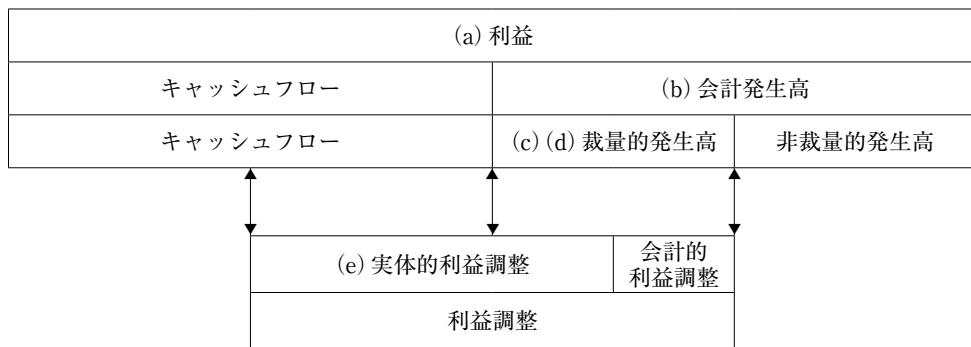 (a) 利益
キャッシュフロー (b) 会計発生高
キャッシュフロー (c) (d) 裁量的発生高 非裁量的発生高
(e) 実体的利益調整 会計的
利益調整
利益調整